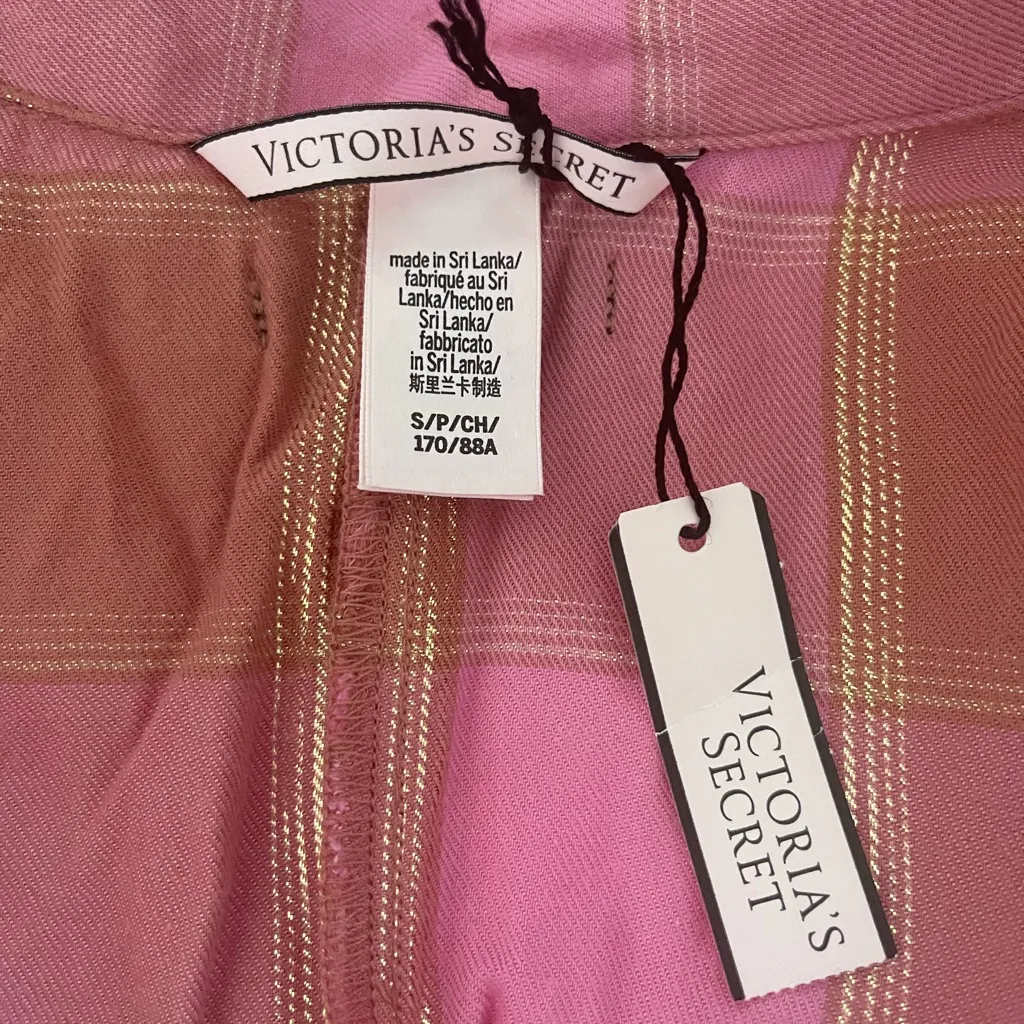 VICTORIA'S SECRET
made in Sri Lanka/
fabriqué au Sri
Lanka/hecho en
Sri Lanka/
fabbricato
in Sri Lanka/
斯里兰卡制造
S/P/CH/
170/88A
VICTORIA'S
SECRET